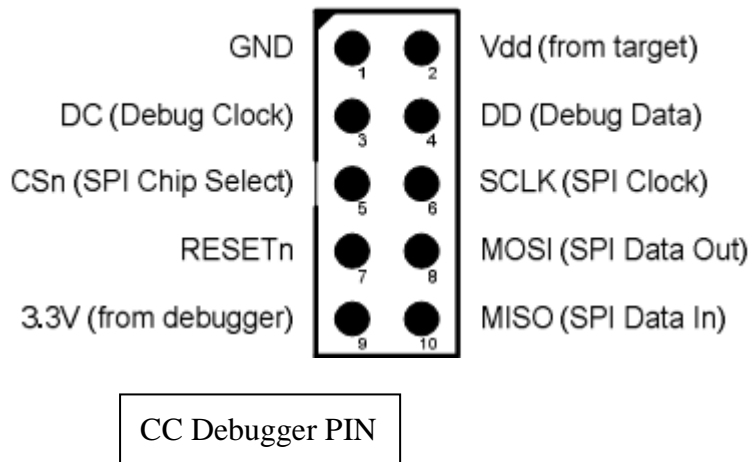 GND 1 2 Vdd (from target)
DC (Debug Clock) 3 4 DD (Debug Data)
CSn (SPI Chip Select) 5 6 SCLK (SPI Clock)
RESETn 7 8 MOSI (SPI Data Out)
3.3V (from debugger) 9 10 MISO (SPI Data In)
CC Debugger PIN